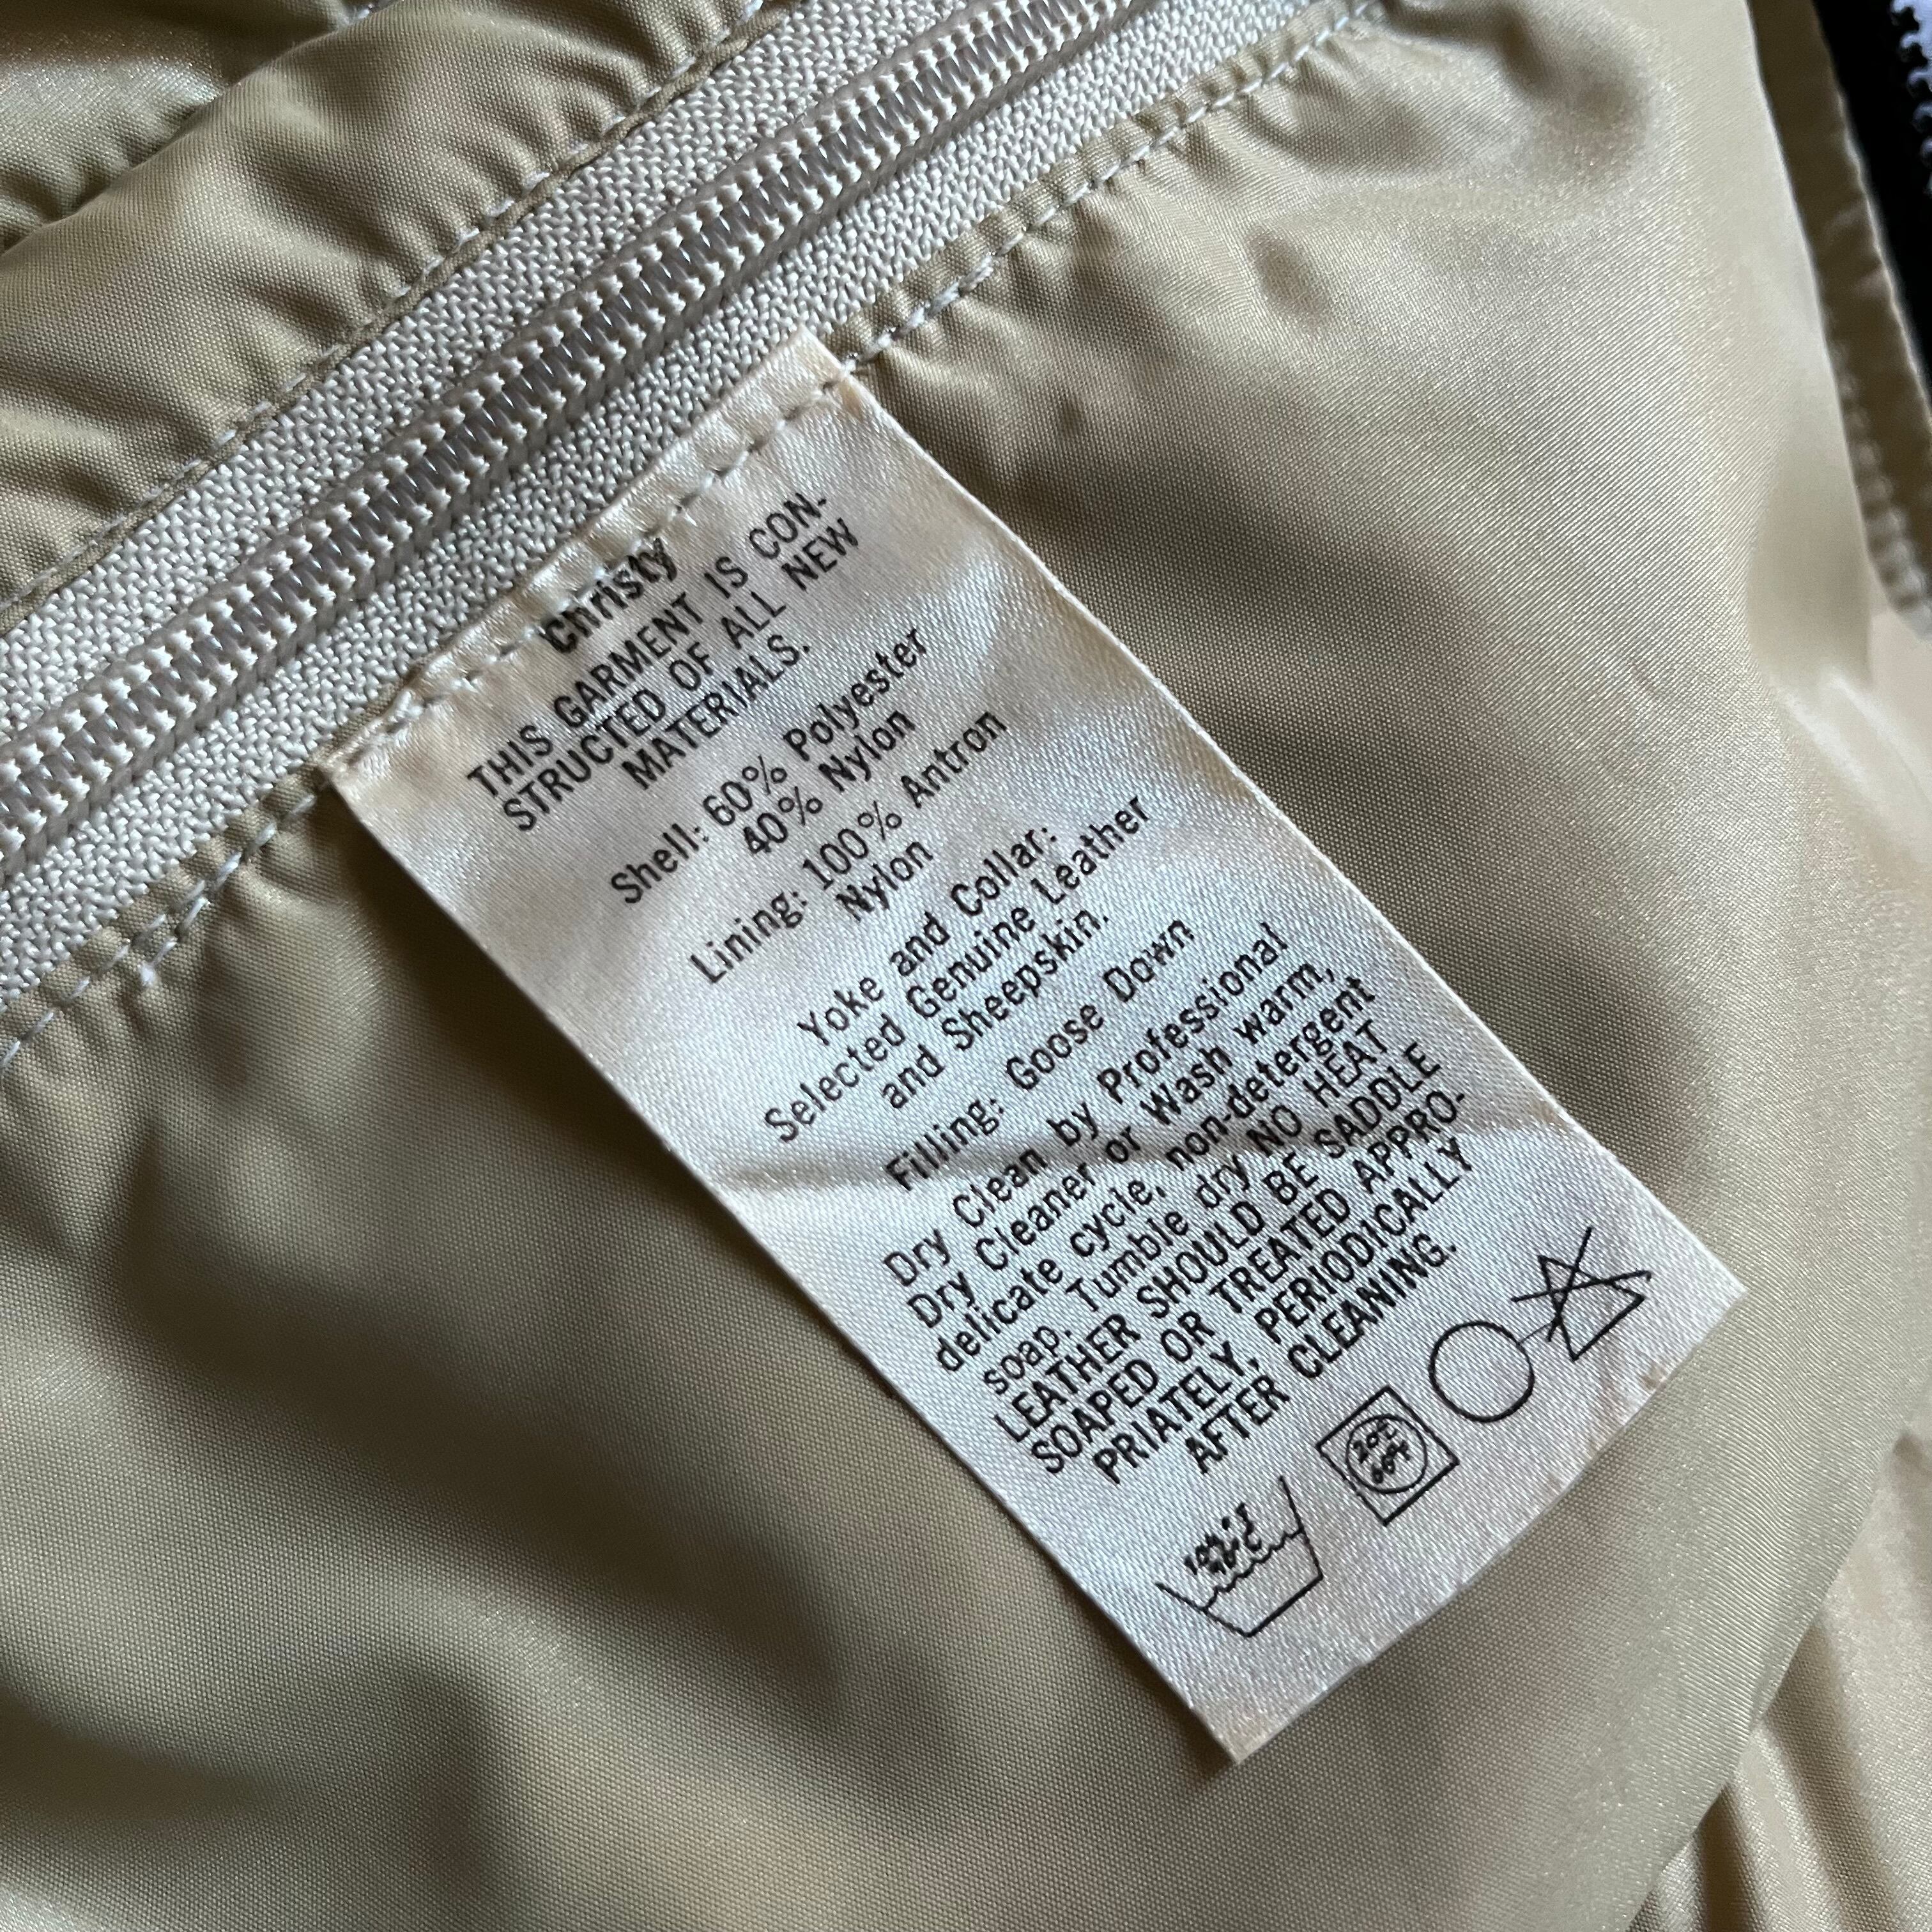 Christy
THIS GARMENT IS CON-
STRUCTED OF ALL NEW
MATERIALS.
Shell: 60% Polyester
40% Nylon
Lining: 100% Antron
Nylon
Yoke and Collar:
Selected Genuine Leather
and Sheepskin.
Filling: Goose Down
Dry Clean by Professional
Dry Cleaner or Wash warm,
delicate cycle, non-detergent
soap. Tumble dry NO HEAT
LEATHER SHOULD BE SADDLE
SOAPED OR TREATED APPRO-
PRIATELY, PERIODICALLY
AFTER CLEANING.